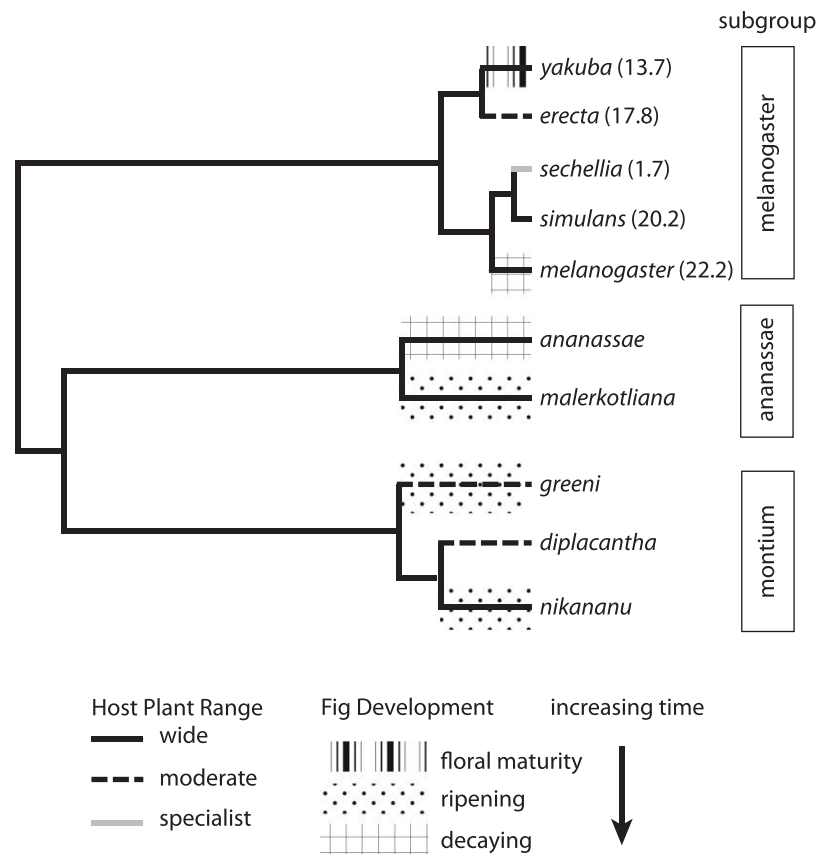 subgroup
yakuba (13.7)
erecta (17.8)
sechellia (1.7)
simulans (20.2)
melanogaster (22.2)
melanogaster
ananassae
malerkotliana
ananassae
greeni
diplacantha
nikananu
montium
Host Plant Range
wide
moderate
specialist
Fig Development
floral maturity
ripening
decaying
increasing time